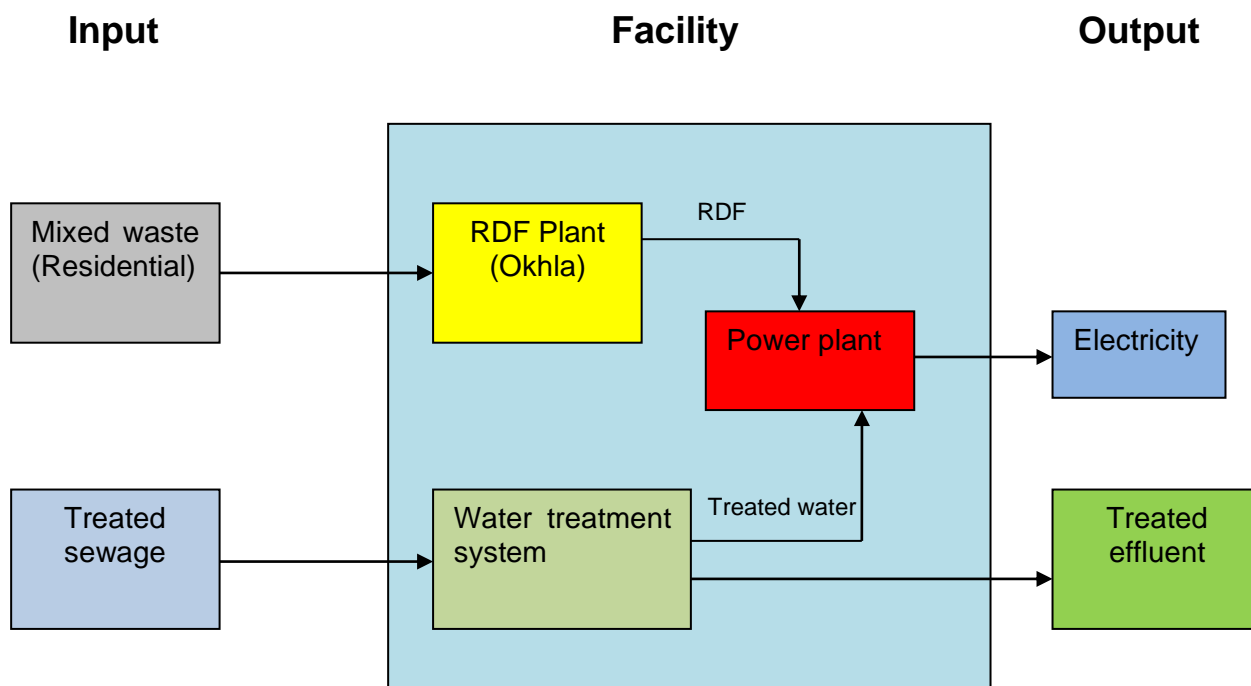 Input
Facility
Output
Mixed waste
(Residential)
RDF Plant
(Okhla)
RDF
Power plant
Electricity
Treated
sewage
Water treatment
system
Treated water
Treated
effluent